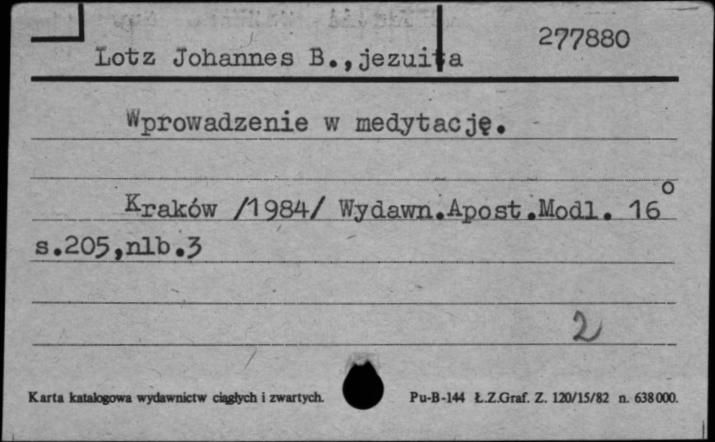 277880
Lotz Johannes B.,jezuita
Wprowadzenie w medytację.
Kraków /1984/ Wydawn.Apost.Modl. 16°
s.205,nlb.3
2
Karta katalogowa wydawnictw ciągłych i zwartych. Pu-B-144 Ł.Z.Graf. Z. 120/15/82 n. 638000.